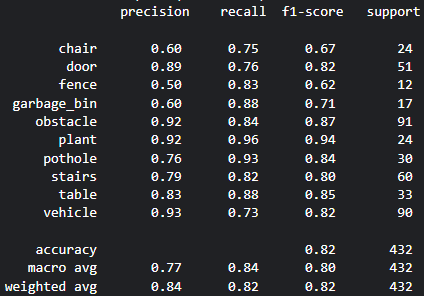 precision recall f1-score support
chair 0.60 0.75 0.67 24
door 0.89 0.76 0.82 51
fence 0.50 0.83 0.62 12
garbage_bin 0.60 0.88 0.71 17
obstacle 0.92 0.84 0.87 91
plant 0.92 0.96 0.94 24
pothole 0.76 0.93 0.84 30
stairs 0.79 0.82 0.80 60
table 0.83 0.88 0.85 33
vehicle 0.93 0.73 0.82 90
accuracy 0.82 432
macro avg 0.77 0.84 0.80 432
weighted avg 0.84 0.82 0.82 432